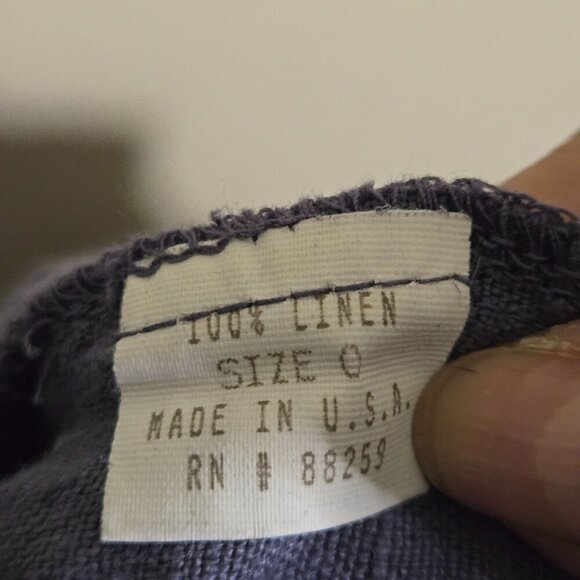 100% LINEN
SIZE 0
MADE IN U.S.A.
RN # 88259